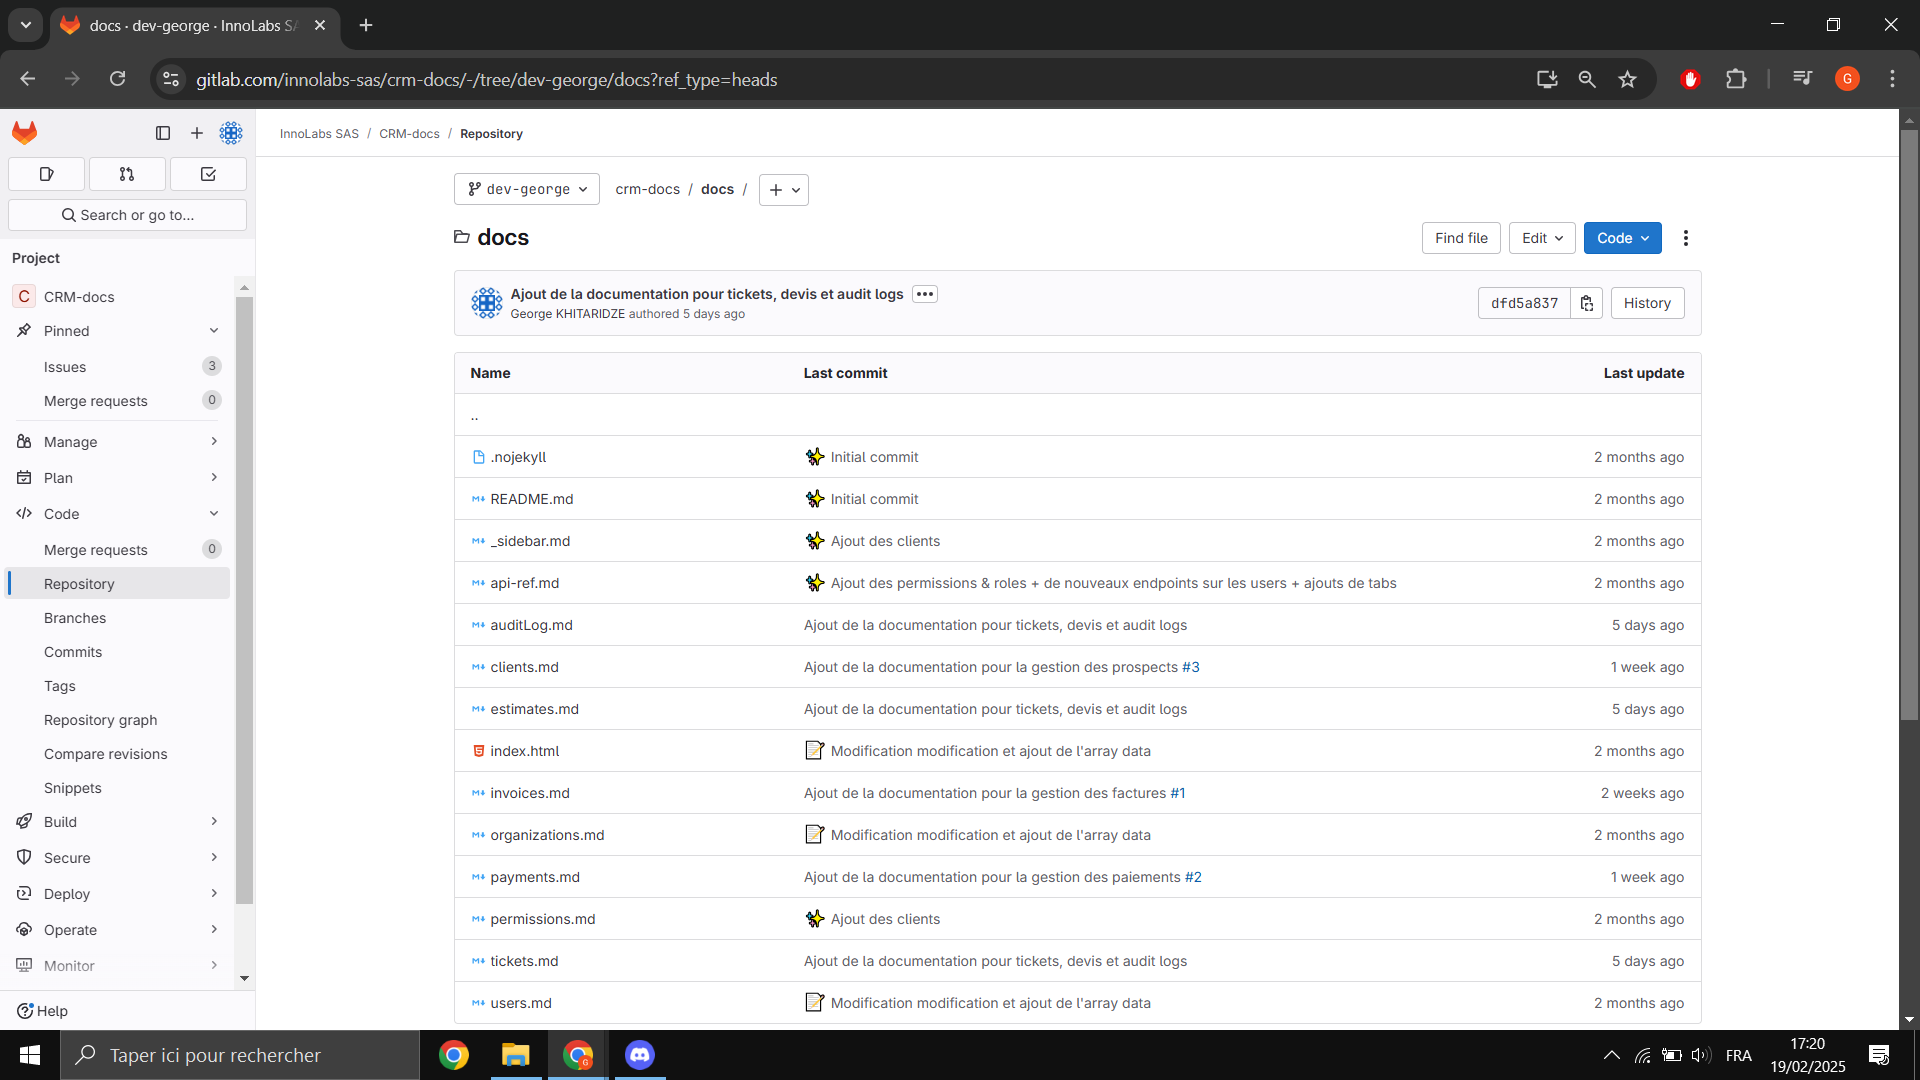 docs · dev-george · InnoLabs SA
gitlab.com/innolabs-sas/crm-docs/-/tree/dev-george/docs?ref_type=heads
G
InnoLabs SAS / CRM-docs / Repository
Search or go to...
Project
C CRM-docs
Pinned
Issues 3
Merge requests 0
Manage
Plan
Code
Merge requests 0
Repository
Branches
Commits
Tags
Repository graph
Compare revisions
Snippets
Build
Secure
Deploy
Operate
Monitor
Help
dev-george crm-docs / docs / +
docs
Find file Edit Code
Ajout de la documentation pour tickets, devis et audit logs •••
George KHITARIDZE authored 5 days ago
dfd5a837 History
Name Last commit Last update
..
.nojekyll ✨ Initial commit 2 months ago
README.md ✨ Initial commit 2 months ago
_sidebar.md ✨ Ajout des clients 2 months ago
api-ref.md ✨ Ajout des permissions & roles + de nouveaux endpoints sur les users + ajouts de tabs 2 months ago
auditLog.md Ajout de la documentation pour tickets, devis et audit logs 5 days ago
clients.md Ajout de la documentation pour la gestion des prospects #3 1 week ago
estimates.md Ajout de la documentation pour tickets, devis et audit logs 5 days ago
index.html 📝 Modification modification et ajout de l'array data 2 months ago
invoices.md Ajout de la documentation pour la gestion des factures #1 2 weeks ago
organizations.md 📝 Modification modification et ajout de l'array data 2 months ago
payments.md Ajout de la documentation pour la gestion des paiements #2 1 week ago
permissions.md ✨ Ajout des clients 2 months ago
tickets.md Ajout de la documentation pour tickets, devis et audit logs 5 days ago
users.md 📝 Modification modification et ajout de l'array data 2 months ago
Taper ici pour rechercher
FRA
17:20
19/02/2025